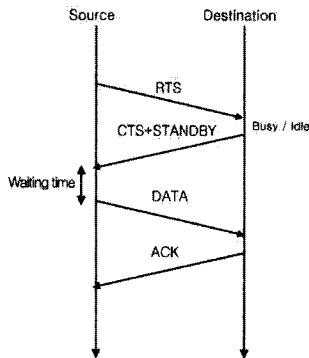 Source Destination
RTS
CTS+STANDBY Busy / Idle
Waiting time
DATA
ACK